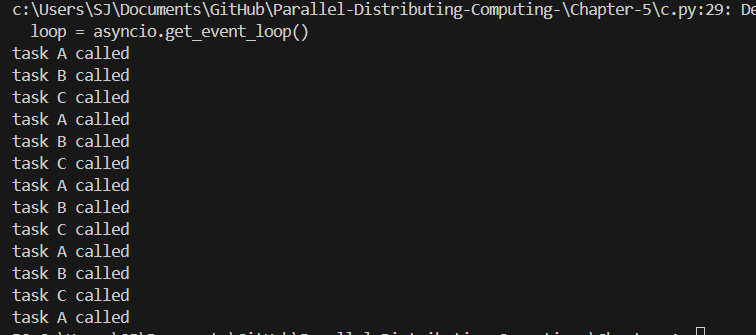 c:\Users\SJ\Documents\GitHub\Parallel-Distributing-Computing-\Chapter-5\c.py:29: De
loop = asyncio.get_event_loop()
task A called
task B called
task C called
task A called
task B called
task C called
task A called
task B called
task C called
task A called
task B called
task C called
task A called